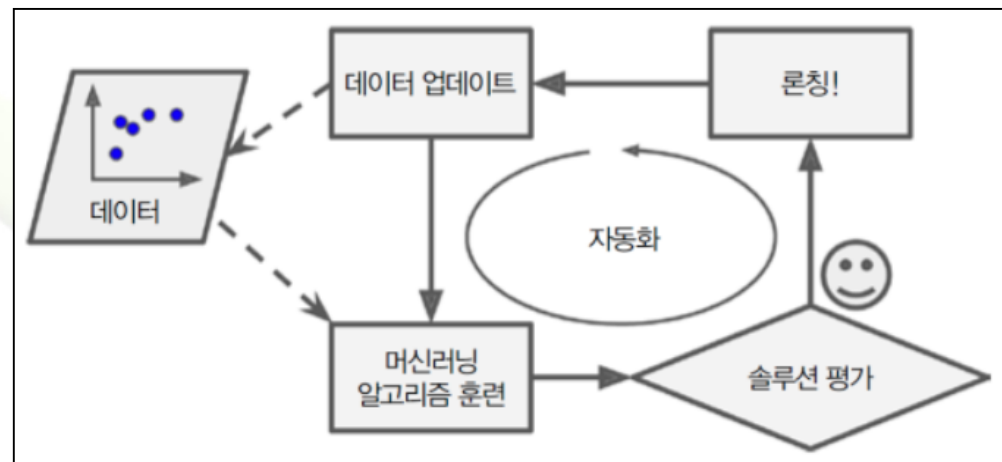 데이터 업데이트
론칭!
데이터
자동화
머신러닝
알고리즘 훈련
솔루션 평가